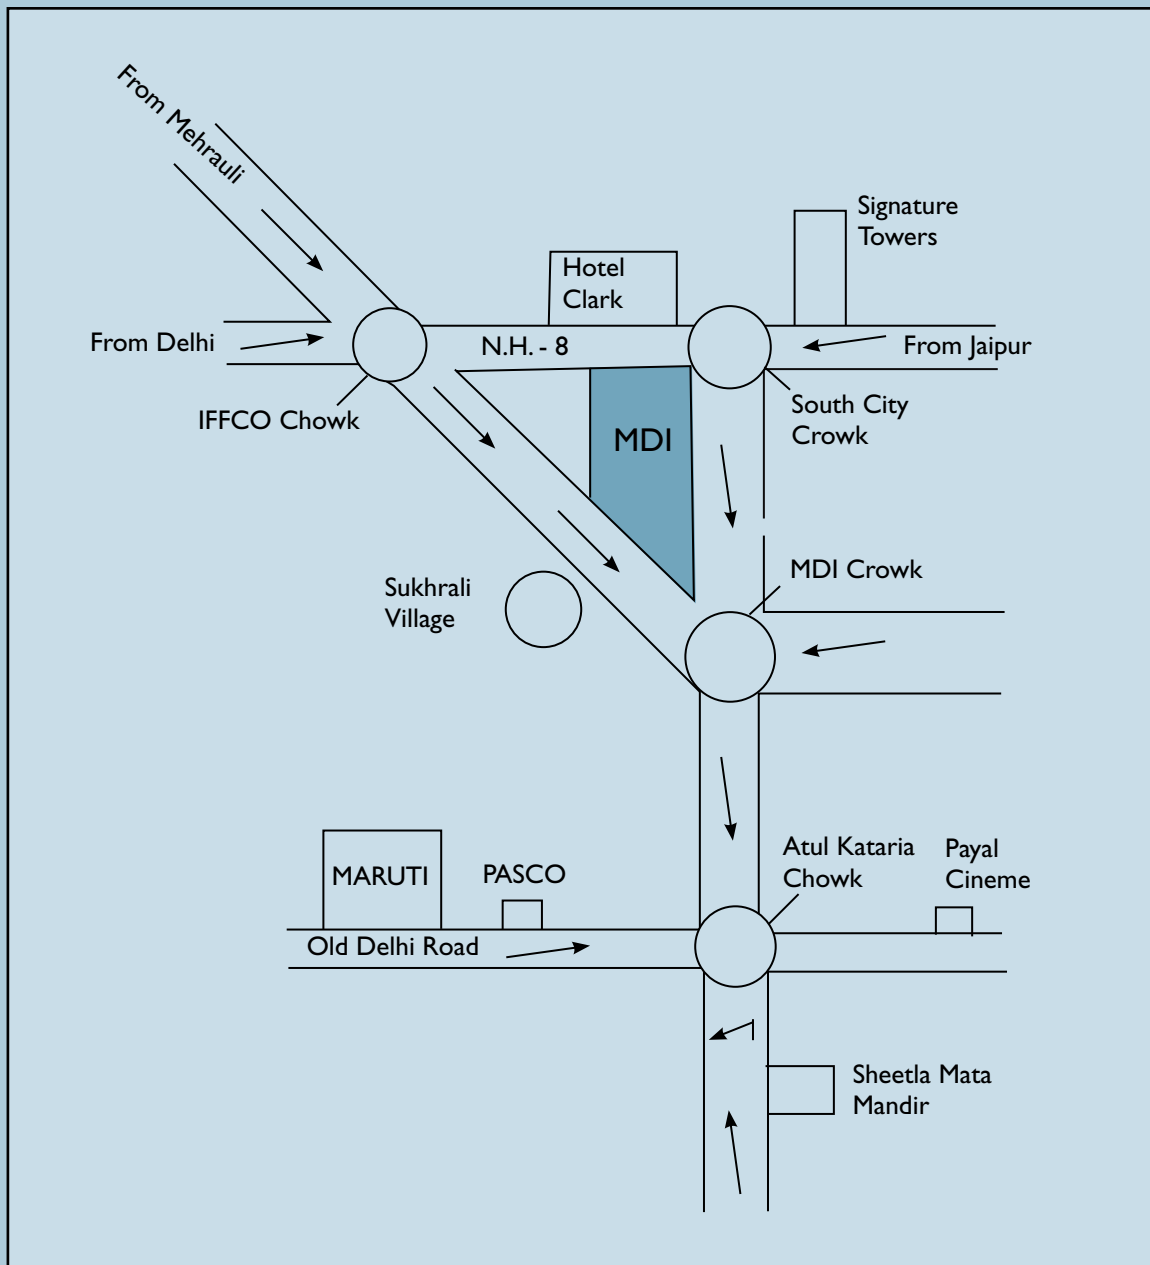 From Mehrauli
Signature
Towers
Hotel
Clark
From Delhi
N.H. - 8
From Jaipur
IFFCO Chowk
South City
Crowk
MDI
MDI Crowk
Sukhrali
Village
Atul Kataria
Chowk
Payal
Cineme
MARUTI
PASCO
Old Delhi Road
Sheetla Mata
Mandir